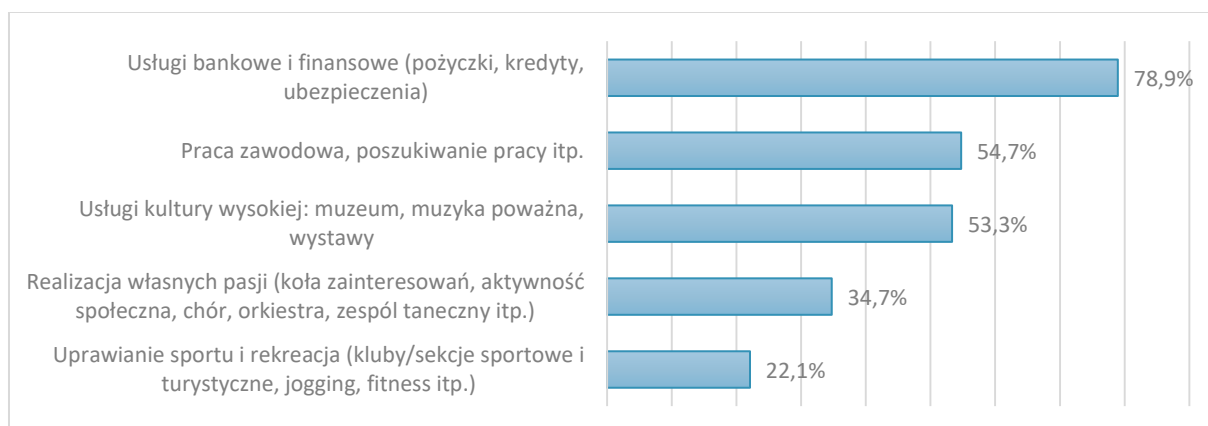 Usługi bankowe i finansowe (pożyczki, kredyty,
ubezpieczenia)
78,9%
Praca zawodowa, poszukiwanie pracy itp.
54,7%
Usługi kultury wysokiej: muzeum, muzyka poważna,
wystawy
53,3%
Realizacja własnych pasji (koła zainteresowań, aktywność
społeczna, chór, orkiestra, zespól taneczny itp.)
34,7%
Uprawianie sportu i rekreacja (kluby/sekcje sportowe i
turystyczne, jogging, fitness itp.)
22,1%